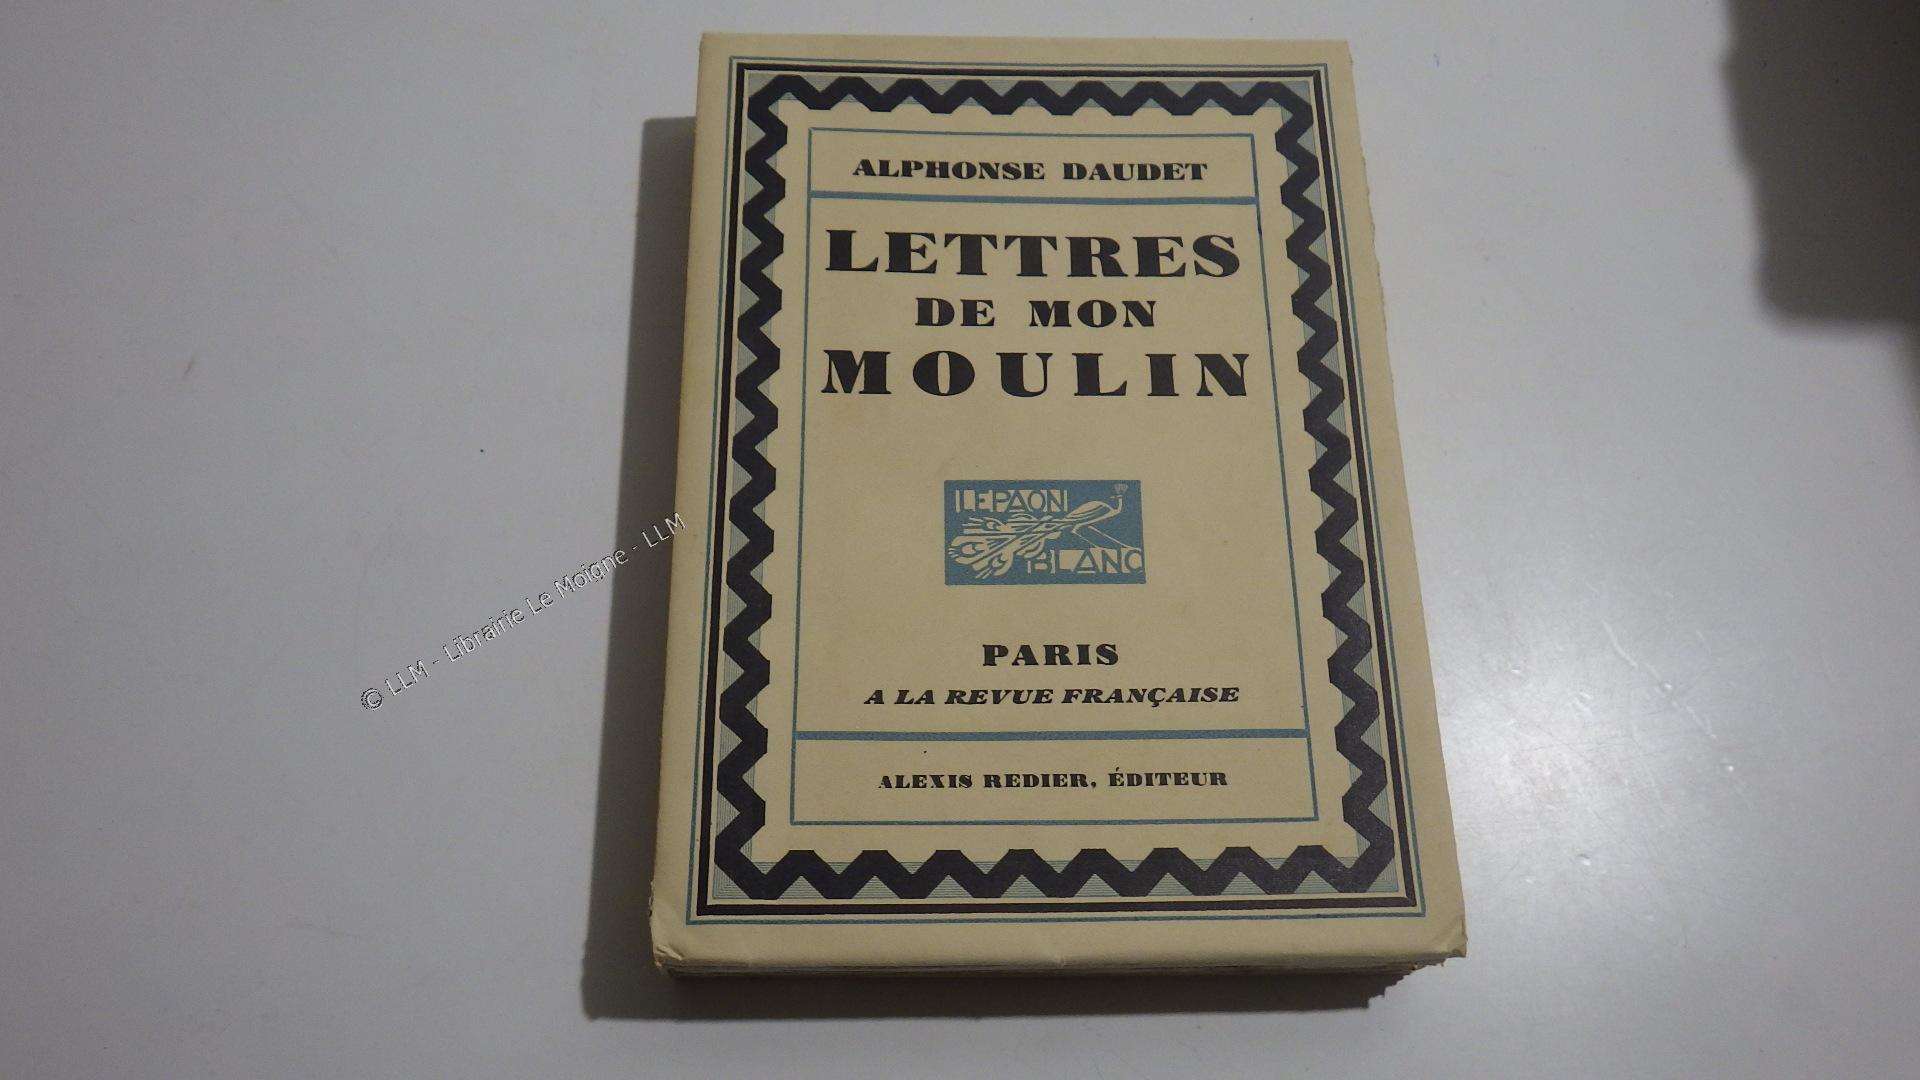 ALPHONSE DAUDET
LETTRES
DE MON
MOULIN
LE PAON
BLANC
PARIS
A LA REVUE FRANÇAISE
ALEXIS REDIER, ÉDITEUR
© LLM - Librairie Le Moigne - LLM